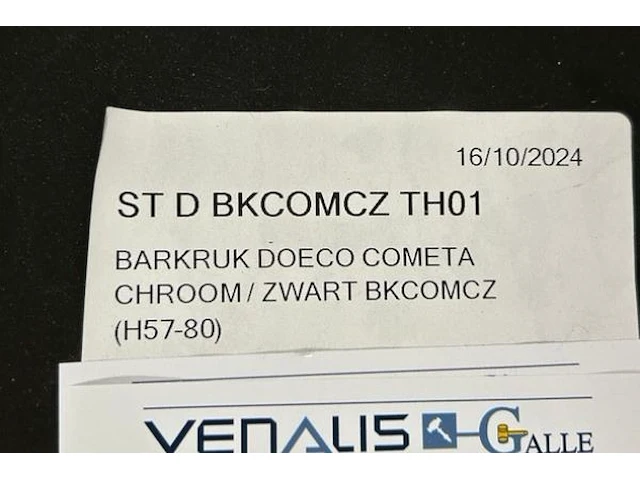 16/10/2024
ST D BKCOMCZ TH01
BARKRUK DOECO COMETA
CHROOM / ZWART BKCOMCZ
(H57-80)
VENALIS GALLE